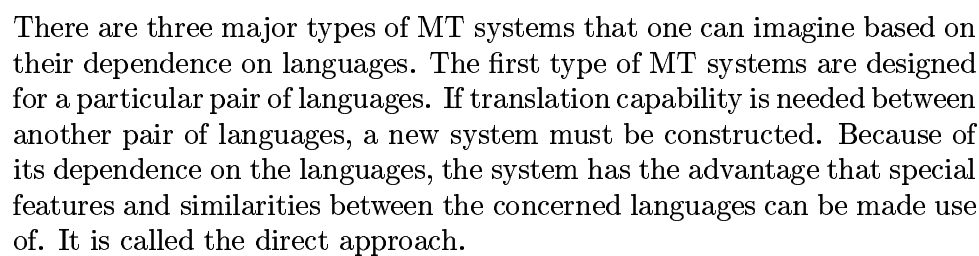 There are three major types of MT systems that one can imagine based on
their dependence on languages. The first type of MT systems are designed
for a particular pair of languages. If translation capability is needed between
another pair of languages, a new system must be constructed. Because of
its dependence on the languages, the system has the advantage that special
features and similarities between the concerned languages can be made use
of. It is called the direct approach.